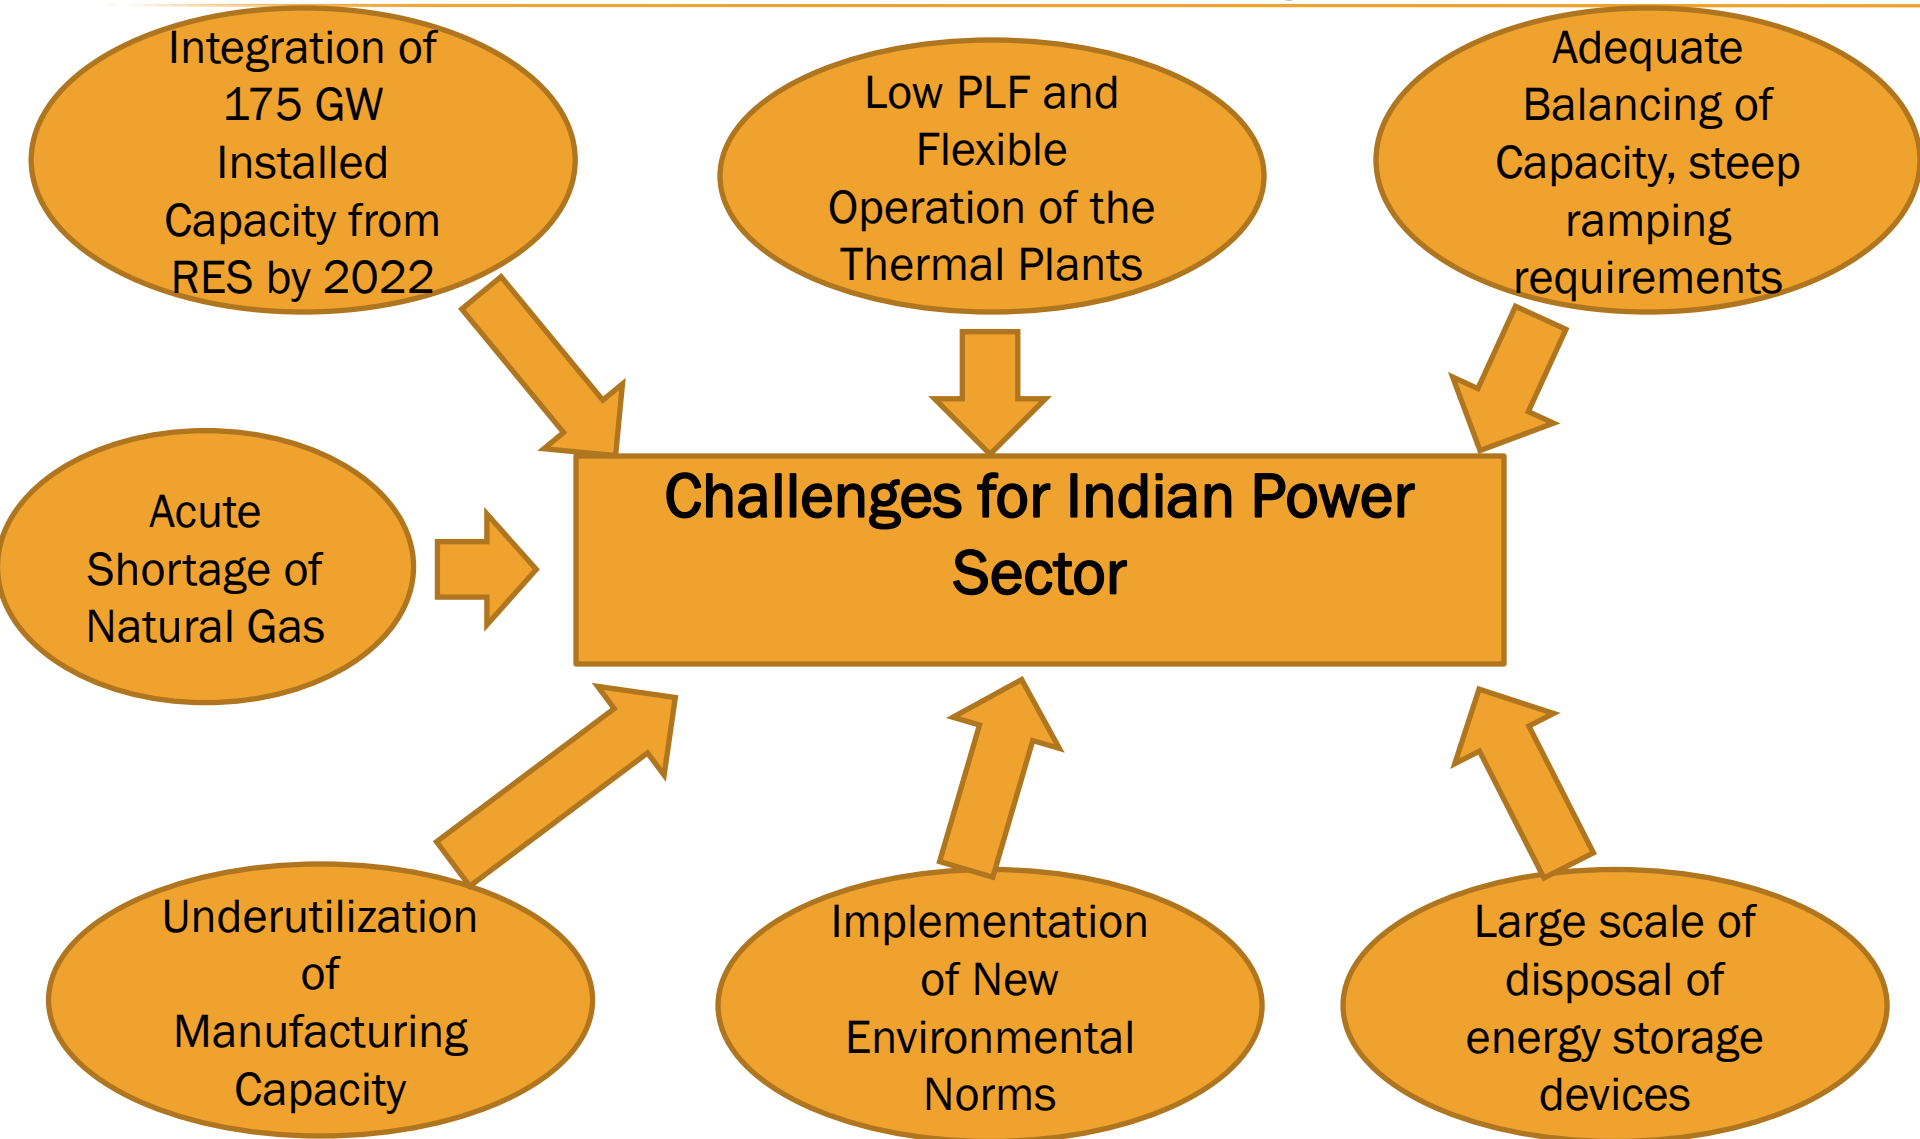 Integration of
175 GW
Installed
Capacity from
RES by 2022
Low PLF and
Flexible
Operation of the
Thermal Plants
Adequate
Balancing of
Capacity, steep
ramping
requirements
Acute
Shortage of
Natural Gas
Challenges for Indian Power
Sector
Underutilization
of
Manufacturing
Capacity
Implementation
of New
Environmental
Norms
Large scale of
disposal of
energy storage
devices